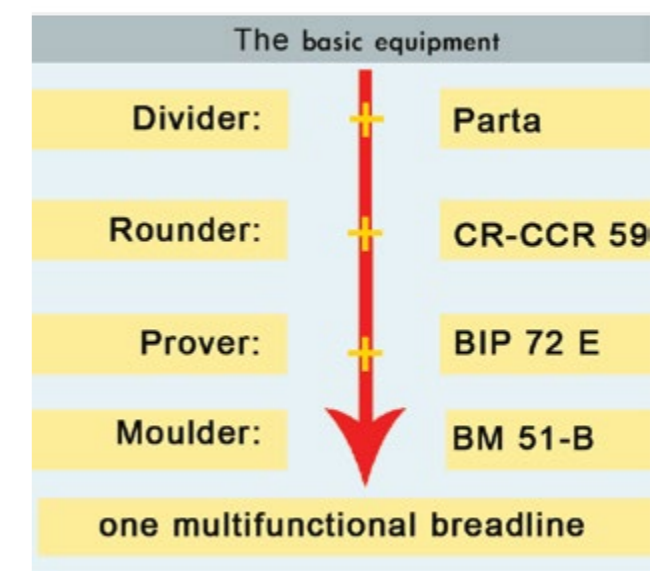 The basic equipment
Divider: Parta
Rounder: CR-CCR 59
Prover: BIP 72 E
Moulder: BM 51-B
one multifunctional breadline